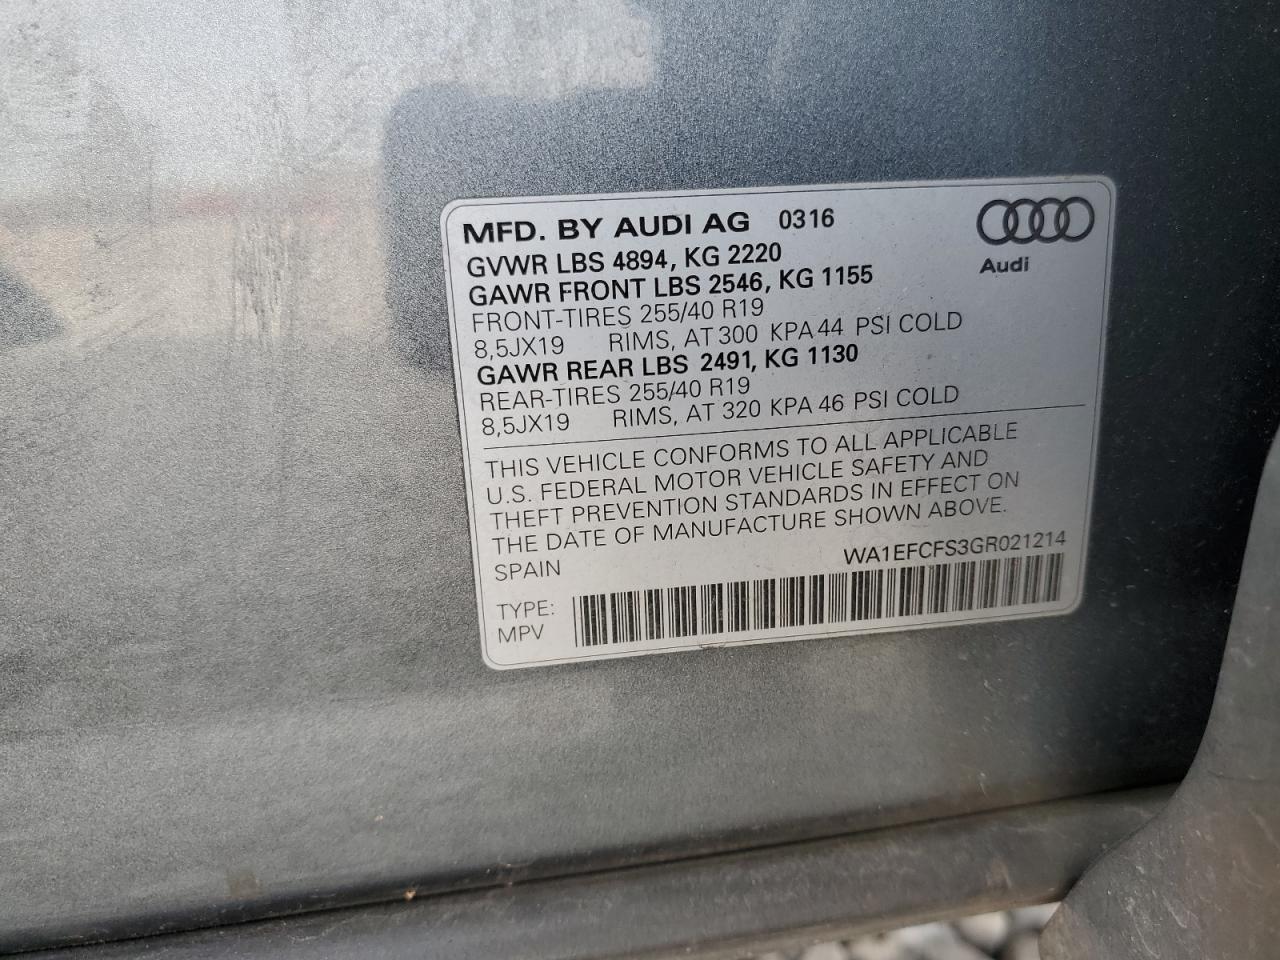 MFD. BY AUDI AG 0316
Audi
GVWR LBS 4894, KG 2220
GAWR FRONT LBS 2546, KG 1155
FRONT-TIRES 255/40 R19
8,5JX19 RIMS, AT 300 KPA 44 PSI COLD
GAWR REAR LBS 2491, KG 1130
REAR-TIRES 255/40 R19
8,5JX19 RIMS, AT 320 KPA 46 PSI COLD
THIS VEHICLE CONFORMS TO ALL APPLICABLE
U.S. FEDERAL MOTOR VEHICLE SAFETY AND
THEFT PREVENTION STANDARDS IN EFFECT ON
THE DATE OF MANUFACTURE SHOWN ABOVE.
SPAIN WA1EFCFS3GR021214
TYPE:
MPV